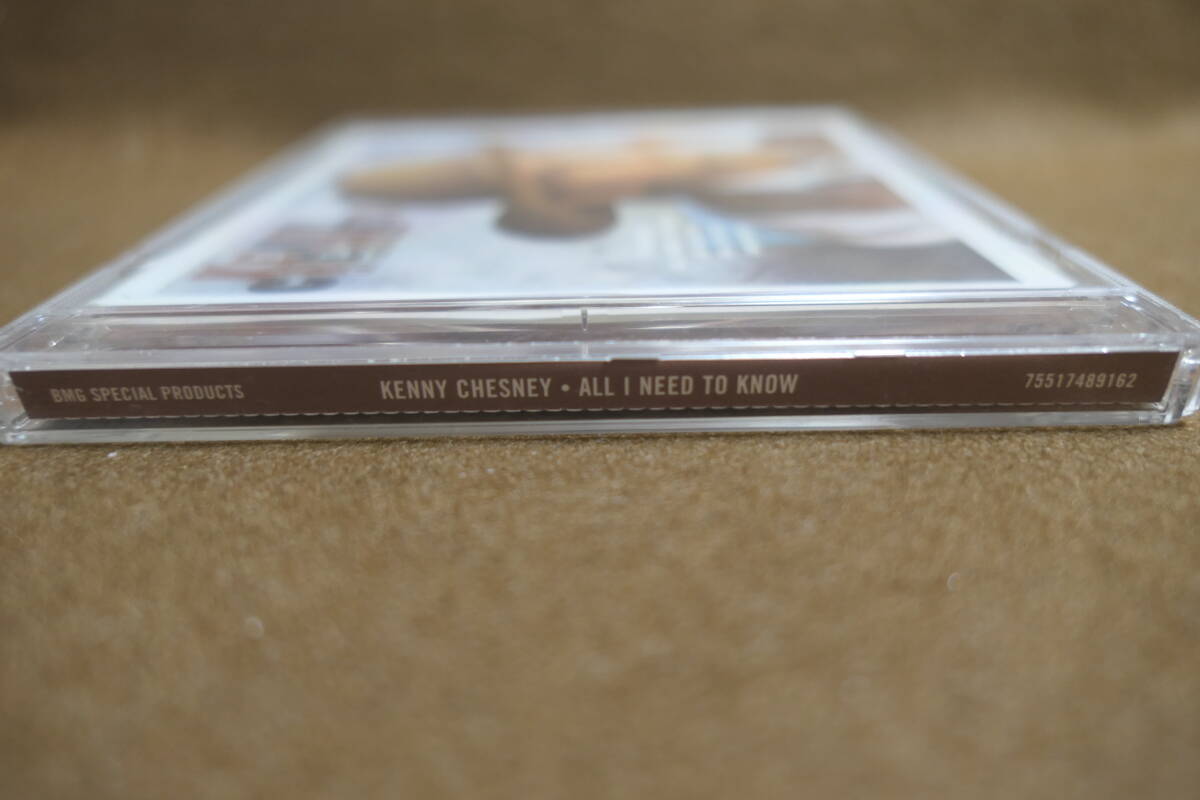 BMG SPECIAL PRODUCTS KENNY CHESNEY • ALL I NEED TO KNOW 75517489162